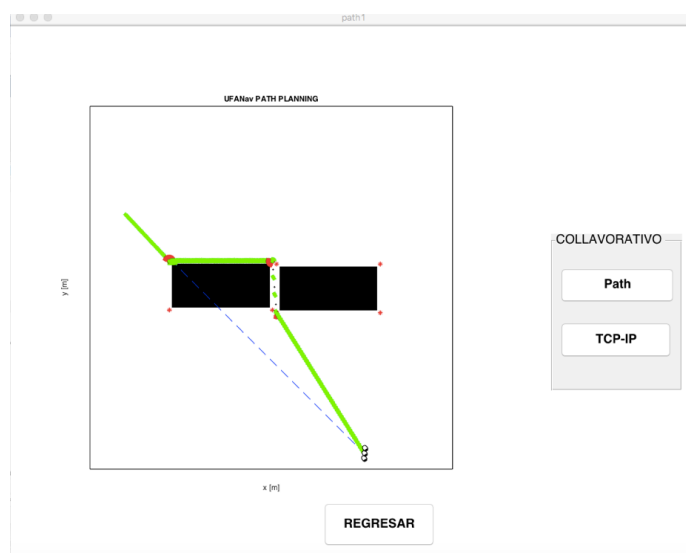 path1
UFANav PATH PLANNING
y [m]
x [m]
COLLAVORATIVO
Path
TCP-IP
REGRESAR